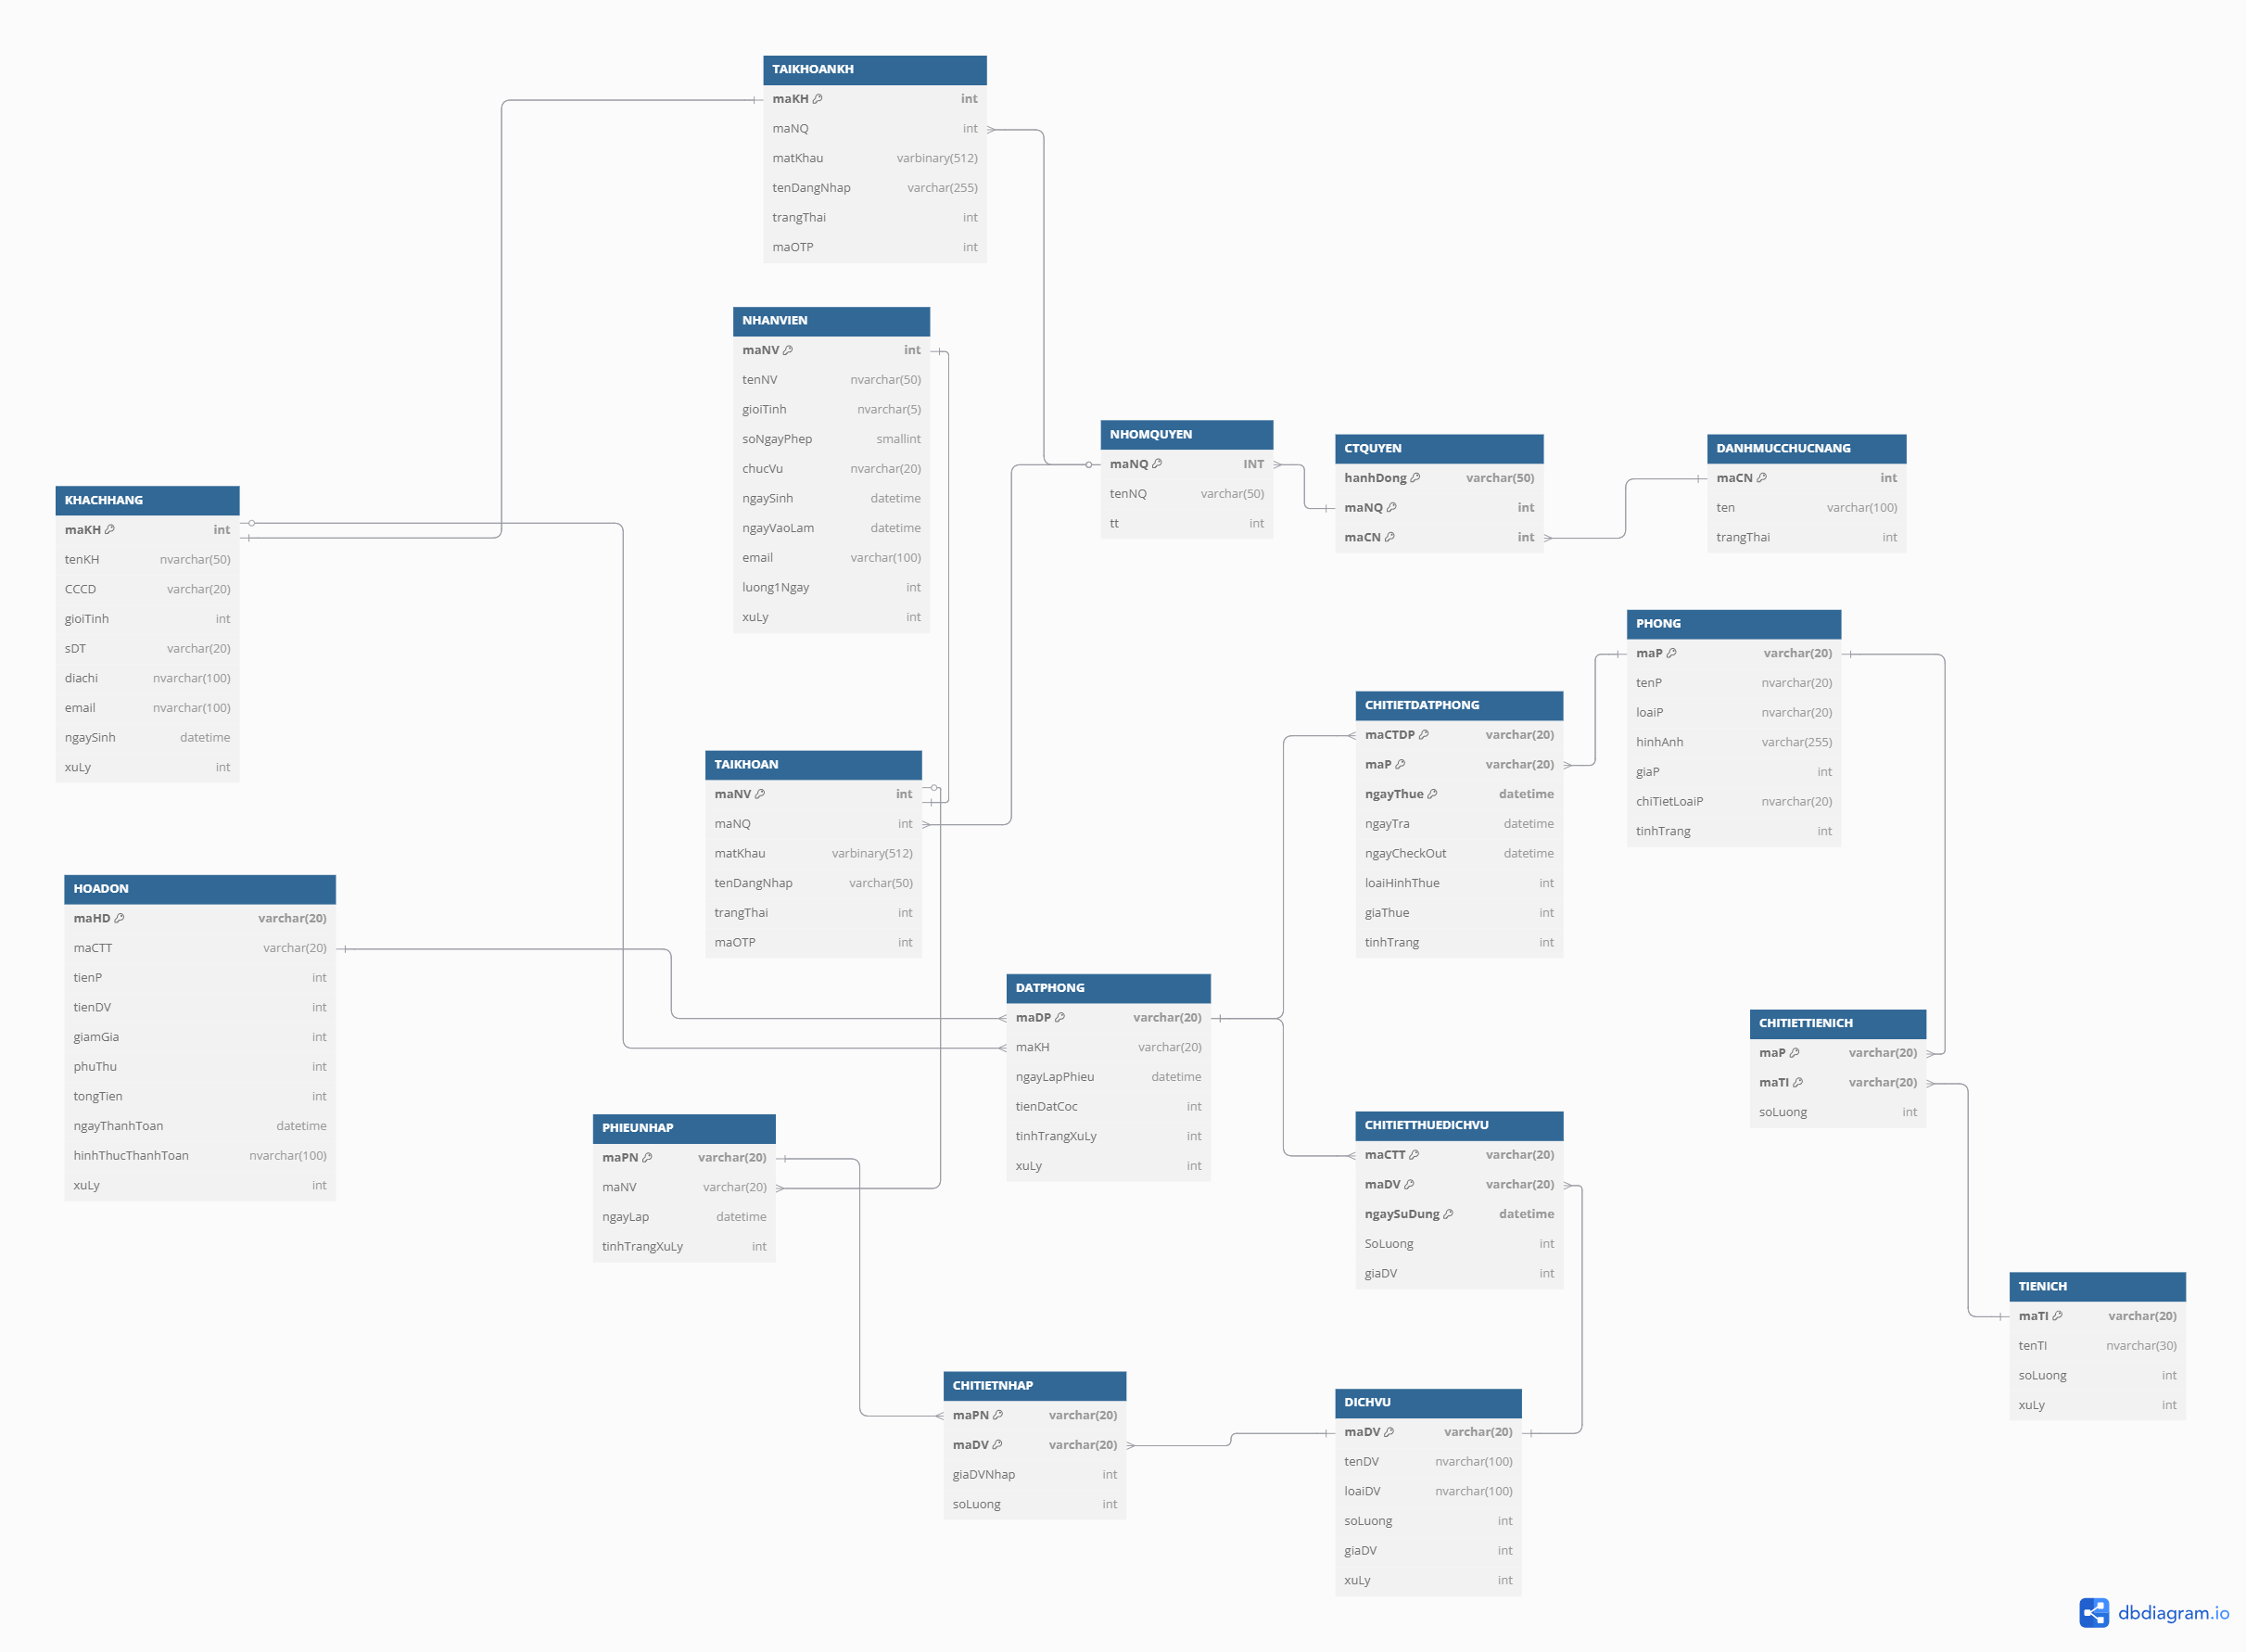 TAIKHOANKH
maKH int
maNQ int
matKhau varbinary(512)
tenDangNhap varchar(255)
trangThai int
maOTP int
NHANVIEN
maNV int
tenNV nvarchar(50)
gioiTinh nvarchar(5)
soNgayPhep smallint
chucVu nvarchar(20)
ngaySinh datetime
ngayVaoLam datetime
email varchar(100)
luong1Ngay int
xuLy int
NHOMQUYEN
maNQ INT
tenNQ varchar(50)
tt int
CTQUYEN
hanhDong varchar(50)
maNQ int
maCN int
DANHMUCCHUCNANG
maCN int
ten varchar(100)
trangThai int
KHACHHANG
maKH int
tenKH nvarchar(50)
CCCD varchar(20)
gioiTinh int
sDT varchar(20)
diachi nvarchar(100)
email nvarchar(100)
ngaySinh datetime
xuLy int
PHONG
maP varchar(20)
tenP nvarchar(20)
loaiP nvarchar(20)
hinhAnh varchar(255)
giaP int
chiTietLoaiP nvarchar(20)
tinhTrang int
CHITIETDATPHONG
maCTDP varchar(20)
maP varchar(20)
ngayThue datetime
ngayTra datetime
ngayCheckOut datetime
loaiHinhThue int
giaThue int
tinhTrang int
TAIKHOAN
maNV int
maNQ int
matKhau varbinary(512)
tenDangNhap varchar(50)
trangThai int
maOTP int
HOADON
maHD varchar(20)
maCTT varchar(20)
tienP int
tienDV int
giamGia int
phuThu int
tongTien int
ngayThanhToan datetime
hinhThucThanhToan nvarchar(100)
xuLy int
DATPHONG
maDP varchar(20)
maKH varchar(20)
ngayLapPhieu datetime
tienDatCoc int
tinhTrangXuLy int
xuLy int
CHITIETTIENICH
maP varchar(20)
maTI varchar(20)
soLuong int
PHIEUNHAP
maPN varchar(20)
maNV varchar(20)
ngayLap datetime
tinhTrangXuLy int
CHITIETTHUEDICHVU
maCTT varchar(20)
maDV varchar(20)
ngaySuDung datetime
SoLuong int
giaDV int
TIENICH
maTI varchar(20)
tenTI nvarchar(30)
soLuong int
xuLy int
CHITIETNHAP
maPN varchar(20)
maDV varchar(20)
giaDVNhap int
soLuong int
DICHVU
maDV varchar(20)
tenDV nvarchar(100)
loaiDV nvarchar(100)
soLuong int
giaDV int
xuLy int
dbdiagram.io